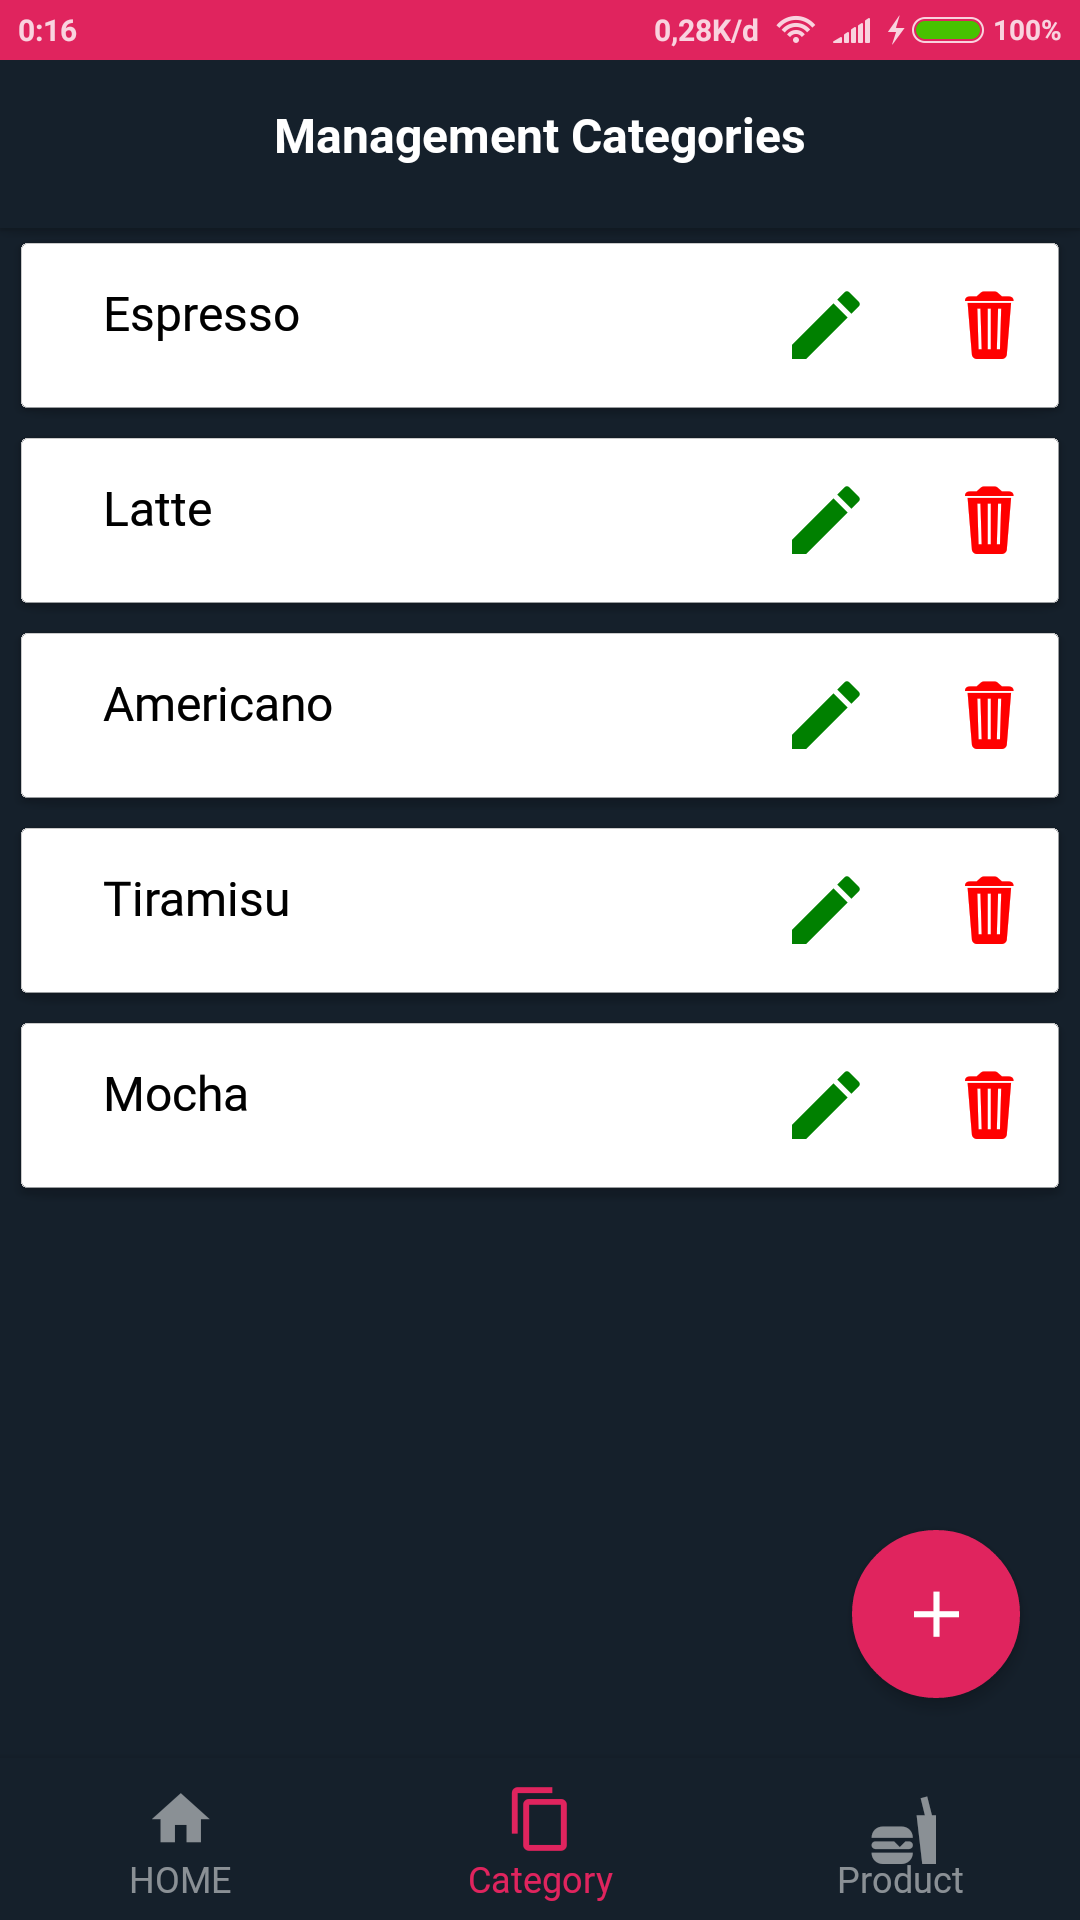 0:16 0,28K/d 100%
Management Categories
Espresso
Latte
Americano
Tiramisu
Mocha
HOME Category Product